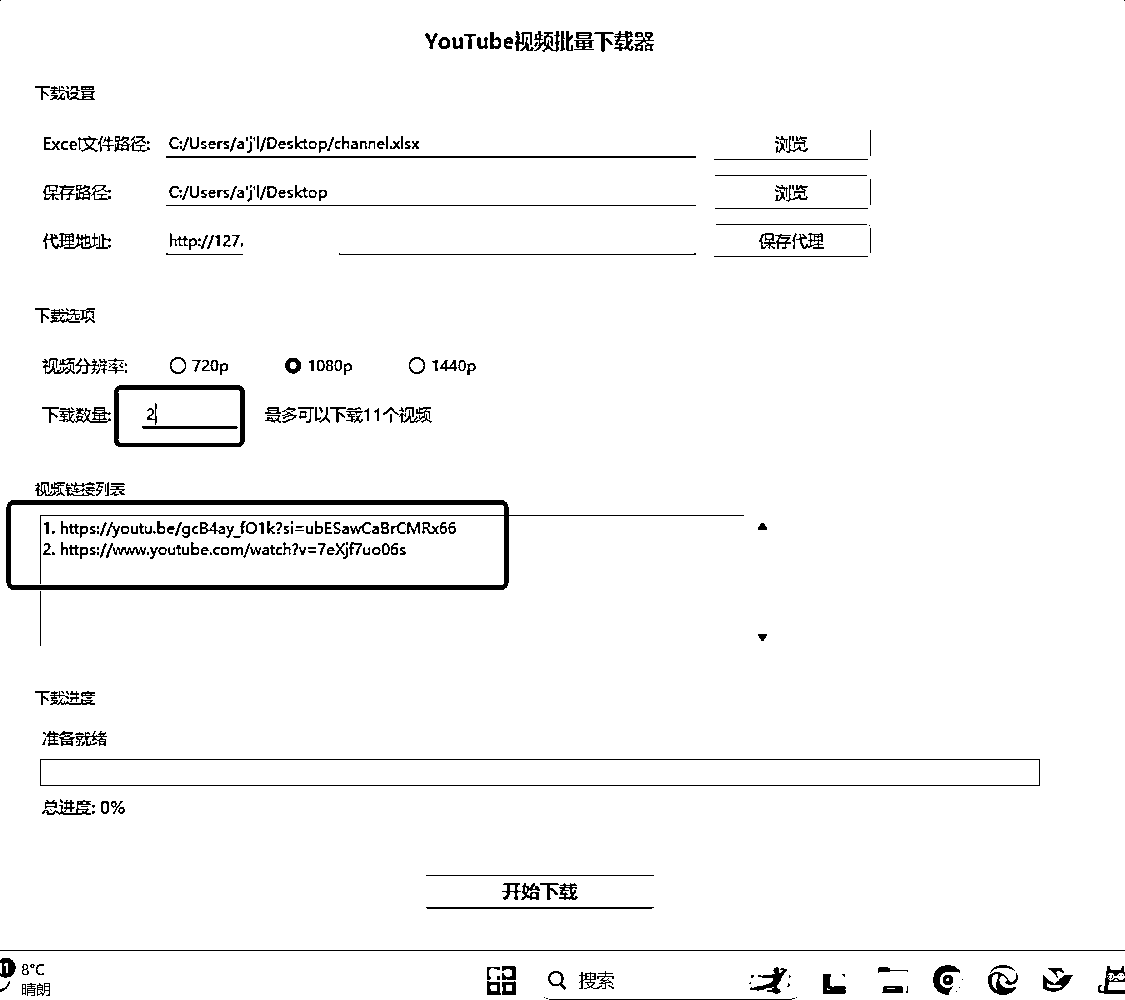 YouTube视频批量下载器
下载设置
Excel文件路径: C:/Users/a'j'l/Desktop/channel.xlsx 浏览
保存路径: C:/Users/a'j'l/Desktop 浏览
代理地址: http://127. 保存代理
下载选项
视频分辨率: 720p 1080p 1440p
下载数量: 2 最多可以下载11个视频
视频链接列表
1. https://youtu.be/gcB4ay_fO1k?si=ubESawCaBrCMRx66
2. https://www.youtube.com/watch?v=7eXjf7uo06s
下载进度
准备就绪
总进度: 0%
开始下载
8°C
晴朗
搜索